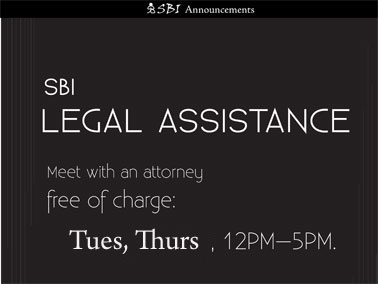 SBI Announcements
SBI
LEGAL ASSISTANCE
Meet with an attorney
free of charge:
Tues, Thurs , 12PM–5PM.